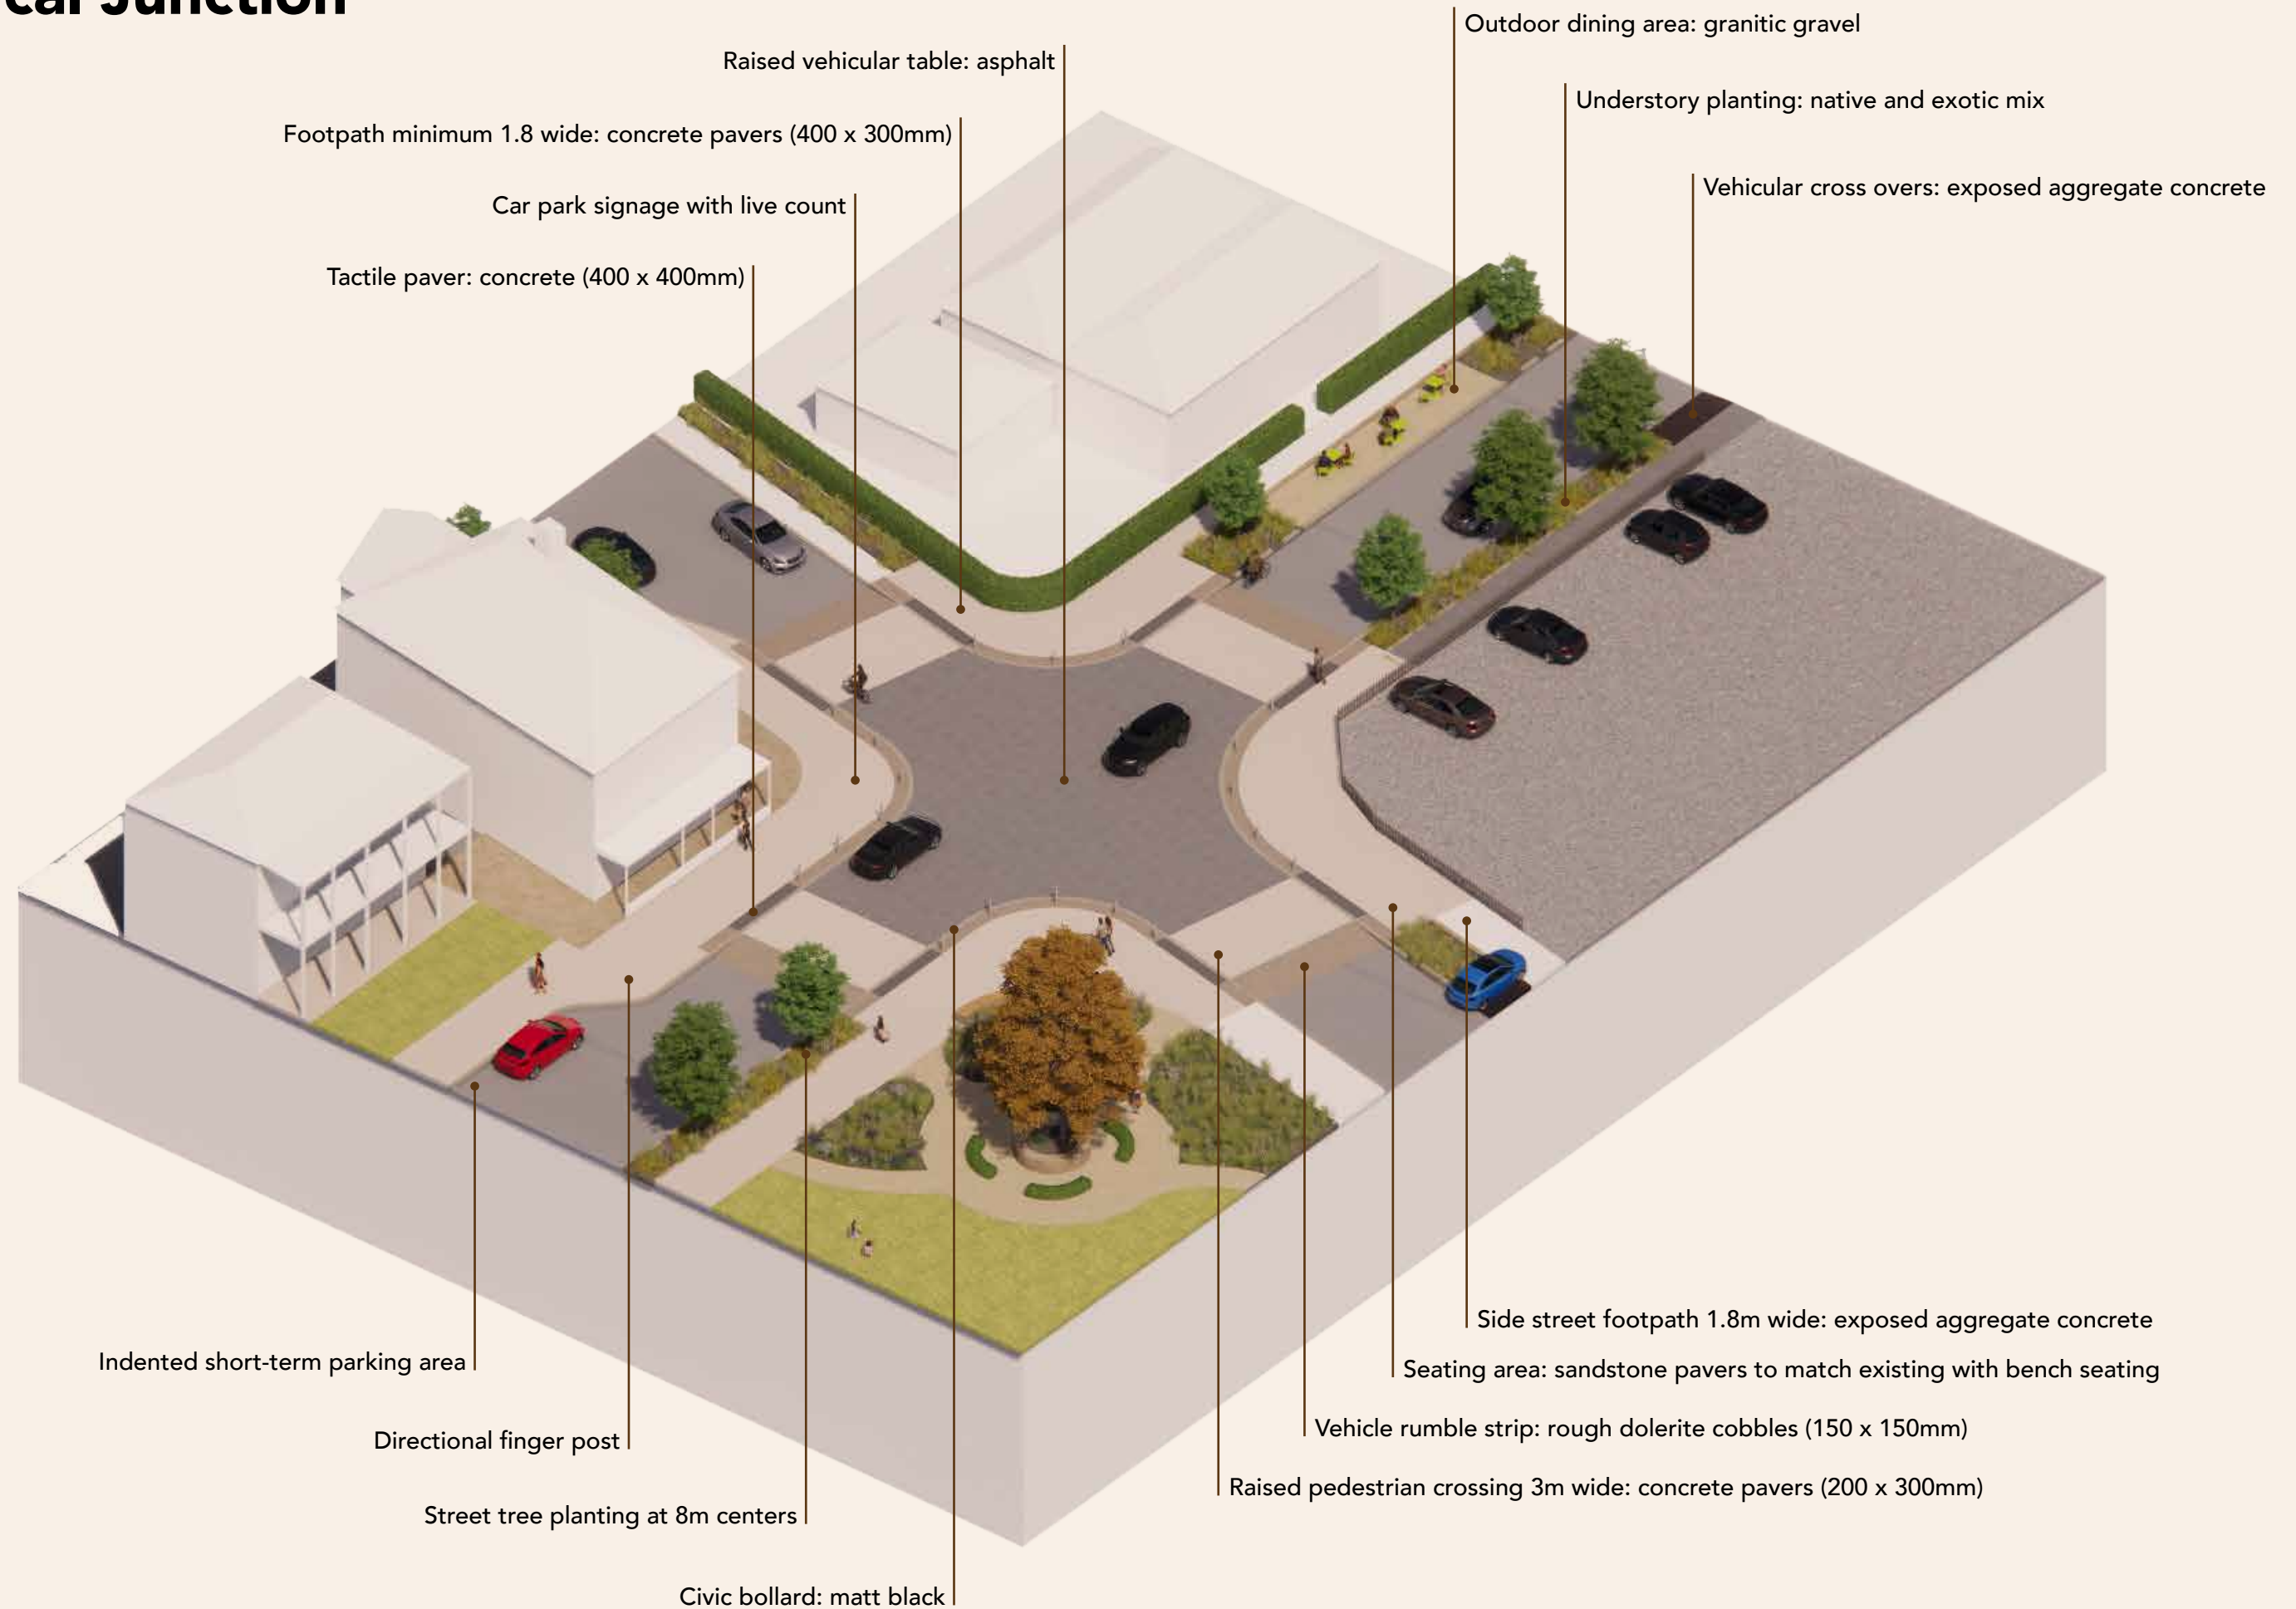 Junction
Outdoor dining area: granitic gravel
Raised vehicular table: asphalt
Understory planting: native and exotic mix
Footpath minimum 1.8 wide: concrete pavers (400 x 300mm)
Vehicular cross overs: exposed aggregate concrete
Car park signage with live count
Tactile paver: concrete (400 x 400mm)
Side street footpath 1.8m wide: exposed aggregate concrete
Indented short-term parking area
Seating area: sandstone pavers to match existing with bench seating
Vehicle rumble strip: rough dolerite cobbles (150 x 150mm)
Directional finger post
Raised pedestrian crossing 3m wide: concrete pavers (200 x 300mm)
Street tree planting at 8m centers
Civic bollard: matt black